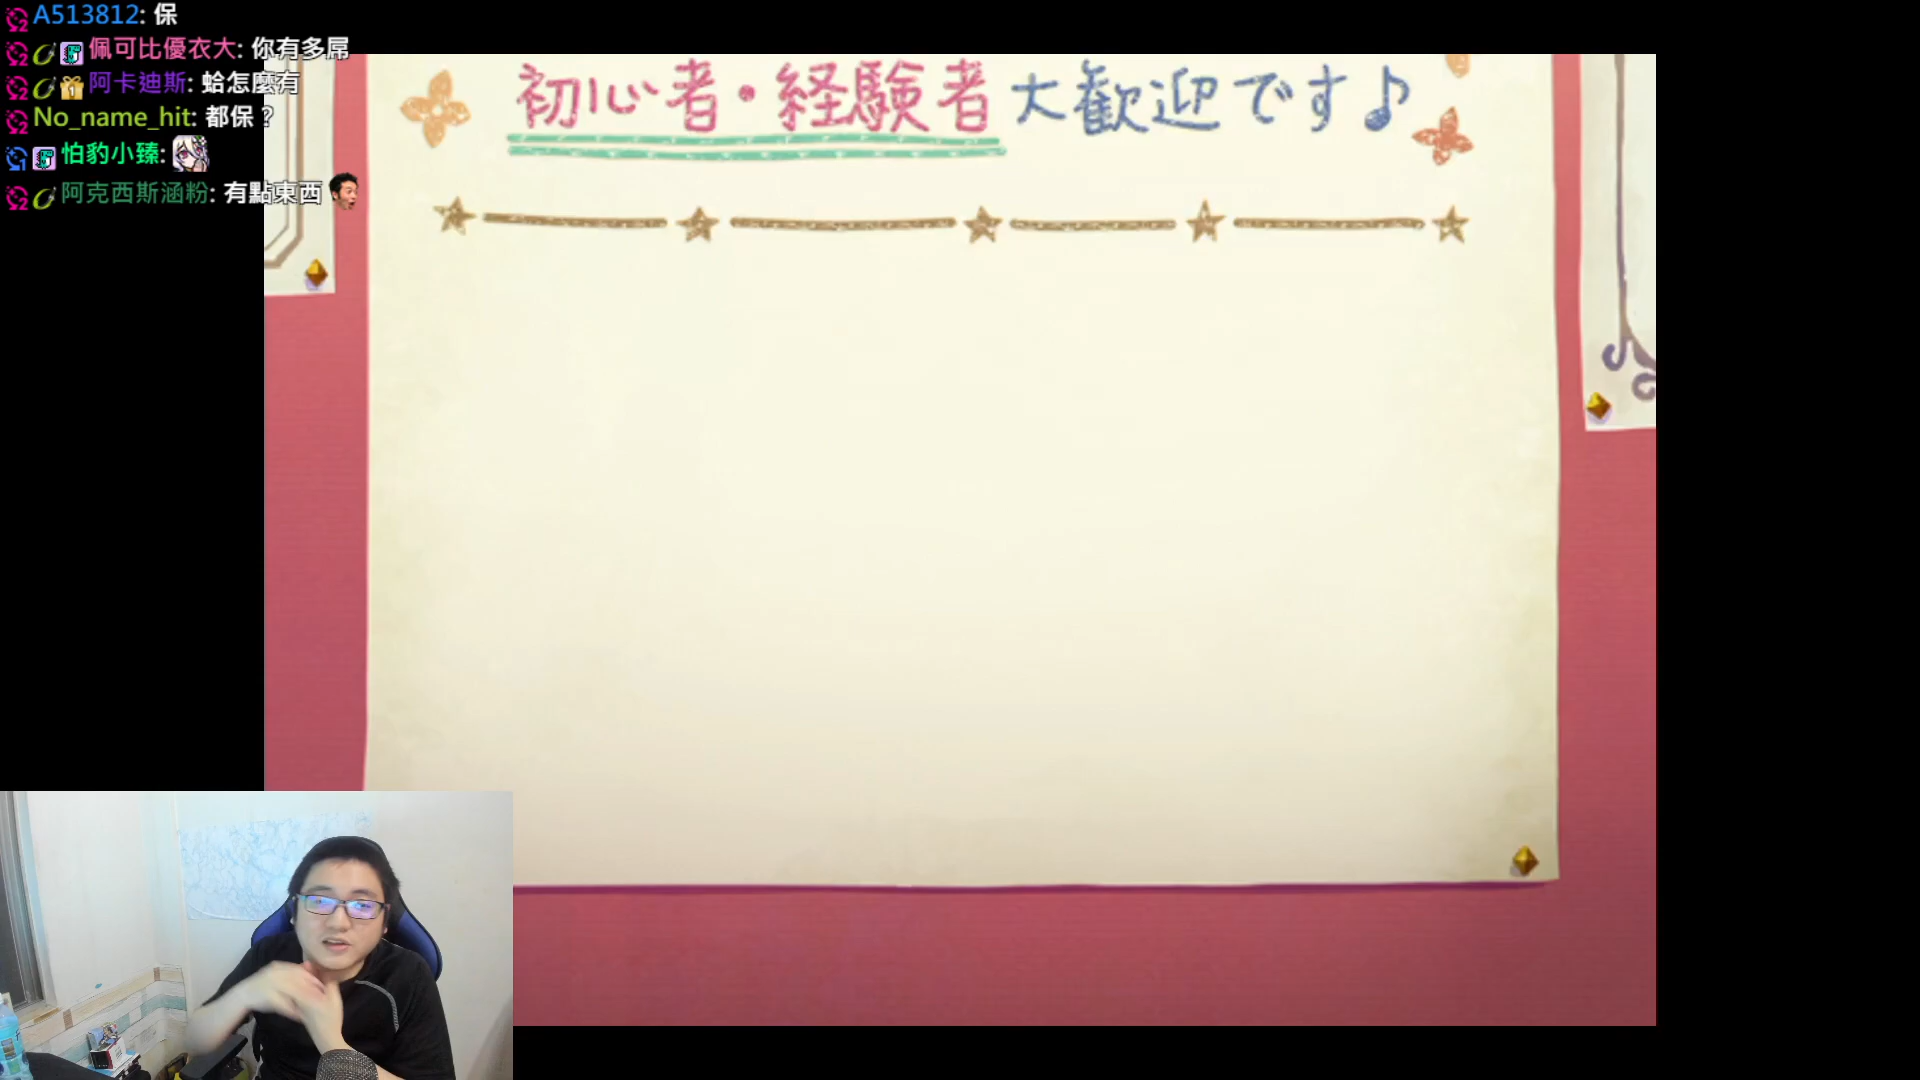 A513812: 保
佩可比優衣大: 你有多屌
阿卡迪斯: 蛤怎麼有
No_name_hit: 都保？
怕豹小臻:
阿克西斯涵粉: 有點東西
初心者・経験者大歓迎です♪